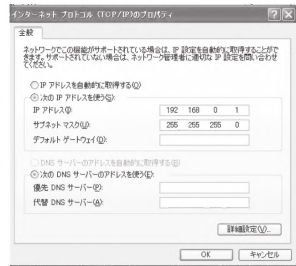 インターネット プロトコル (TCP/IP)のプロパティ
全般
ネットワークでこの機能がサポートされている場合は、IP 設定を自動的に取得することがで
きます。サポートされていない場合は、ネットワーク管理者に適切な IP 設定を問い合わせ
てください。
IP アドレスを自動的に取得する(O)
次の IP アドレスを使う(S):
IP アドレス(I):
192 168 0 1
サブネット マスク(U):
255 255 255 0
デフォルト ゲートウェイ(D):
DNS サーバーのアドレスを自動的に取得する(B)
次の DNS サーバーのアドレスを使う(E):
優先 DNS サーバー(P):
代替 DNS サーバー(A):
詳細設定(V)...
OK
キャンセル